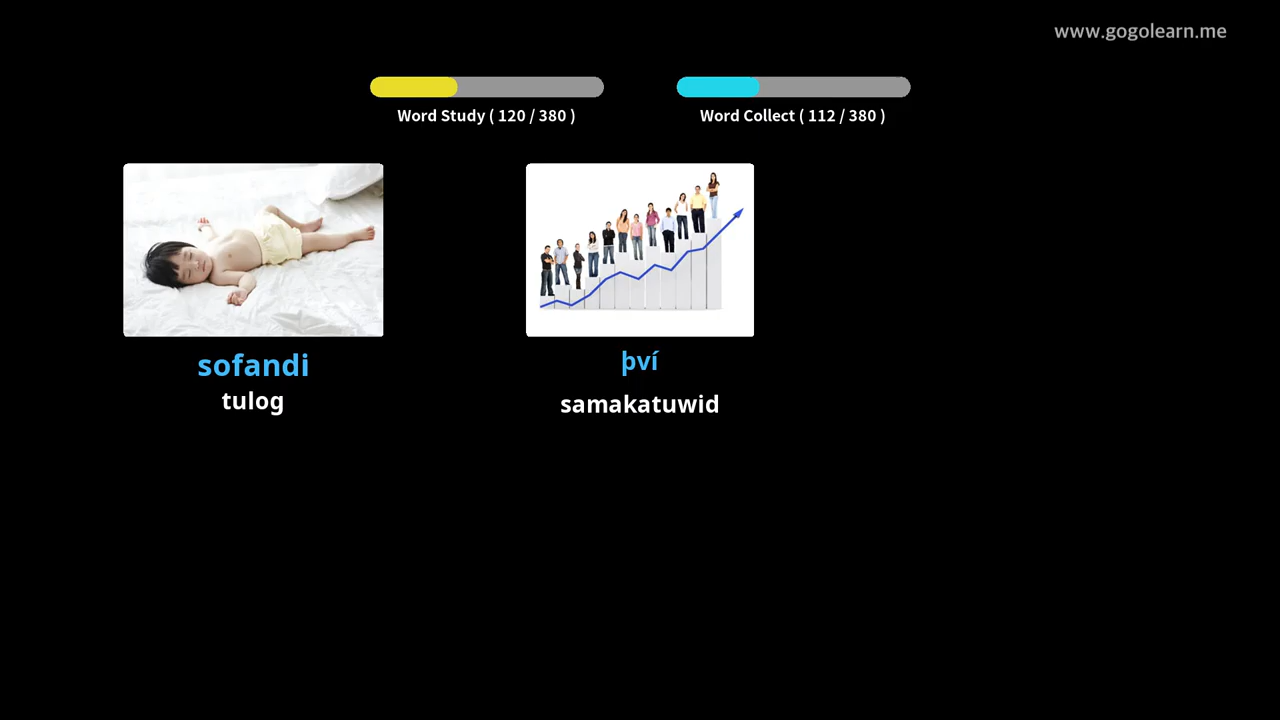 www.gogolearn.me
Word Study ( 120 / 380 )
Word Collect ( 112 / 380 )
sofandi
tulog
því
samakatuwid